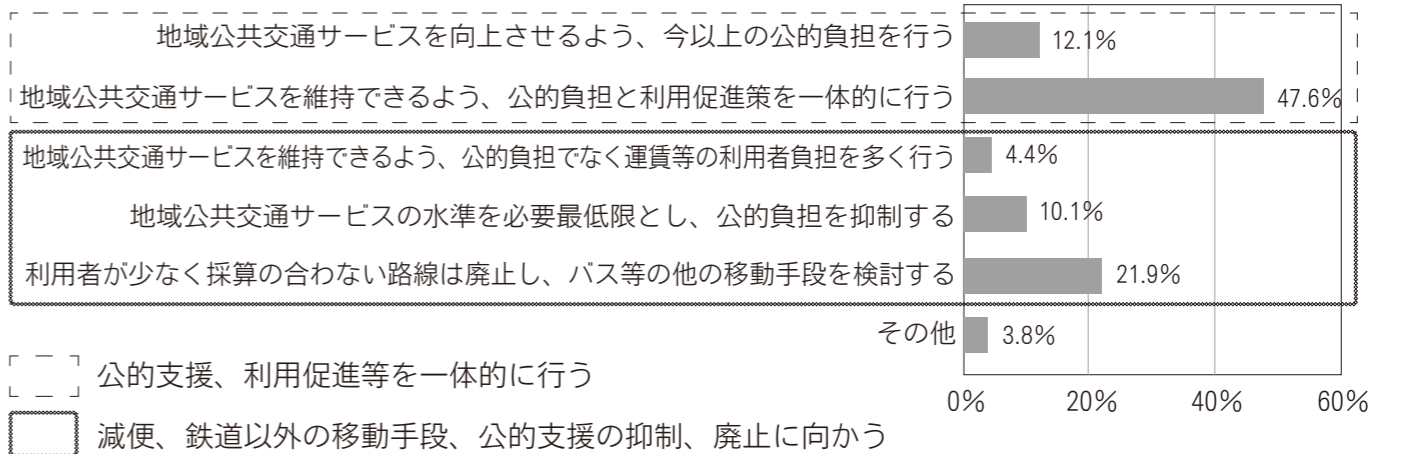 地域公共交通サービスを向上させるよう、今以上の公的負担を行う 12.1%
地域公共交通サービスを維持できるよう、公的負担と利用促進策を一体的に行う 47.6%
地域公共交通サービスを維持できるよう、公的負担でなく運賃等の利用者負担を多く行う 4.4%
地域公共交通サービスの水準を必要最低限とし、公的負担を抑制する 10.1%
利用者が少なく採算の合わない路線は廃止し、バス等の他の移動手段を検討する 21.9%
その他 3.8%
0% 20% 40% 60%
公的支援、利用促進等を一体的に行う
減便、鉄道以外の移動手段、公的支援の抑制、廃止に向かう